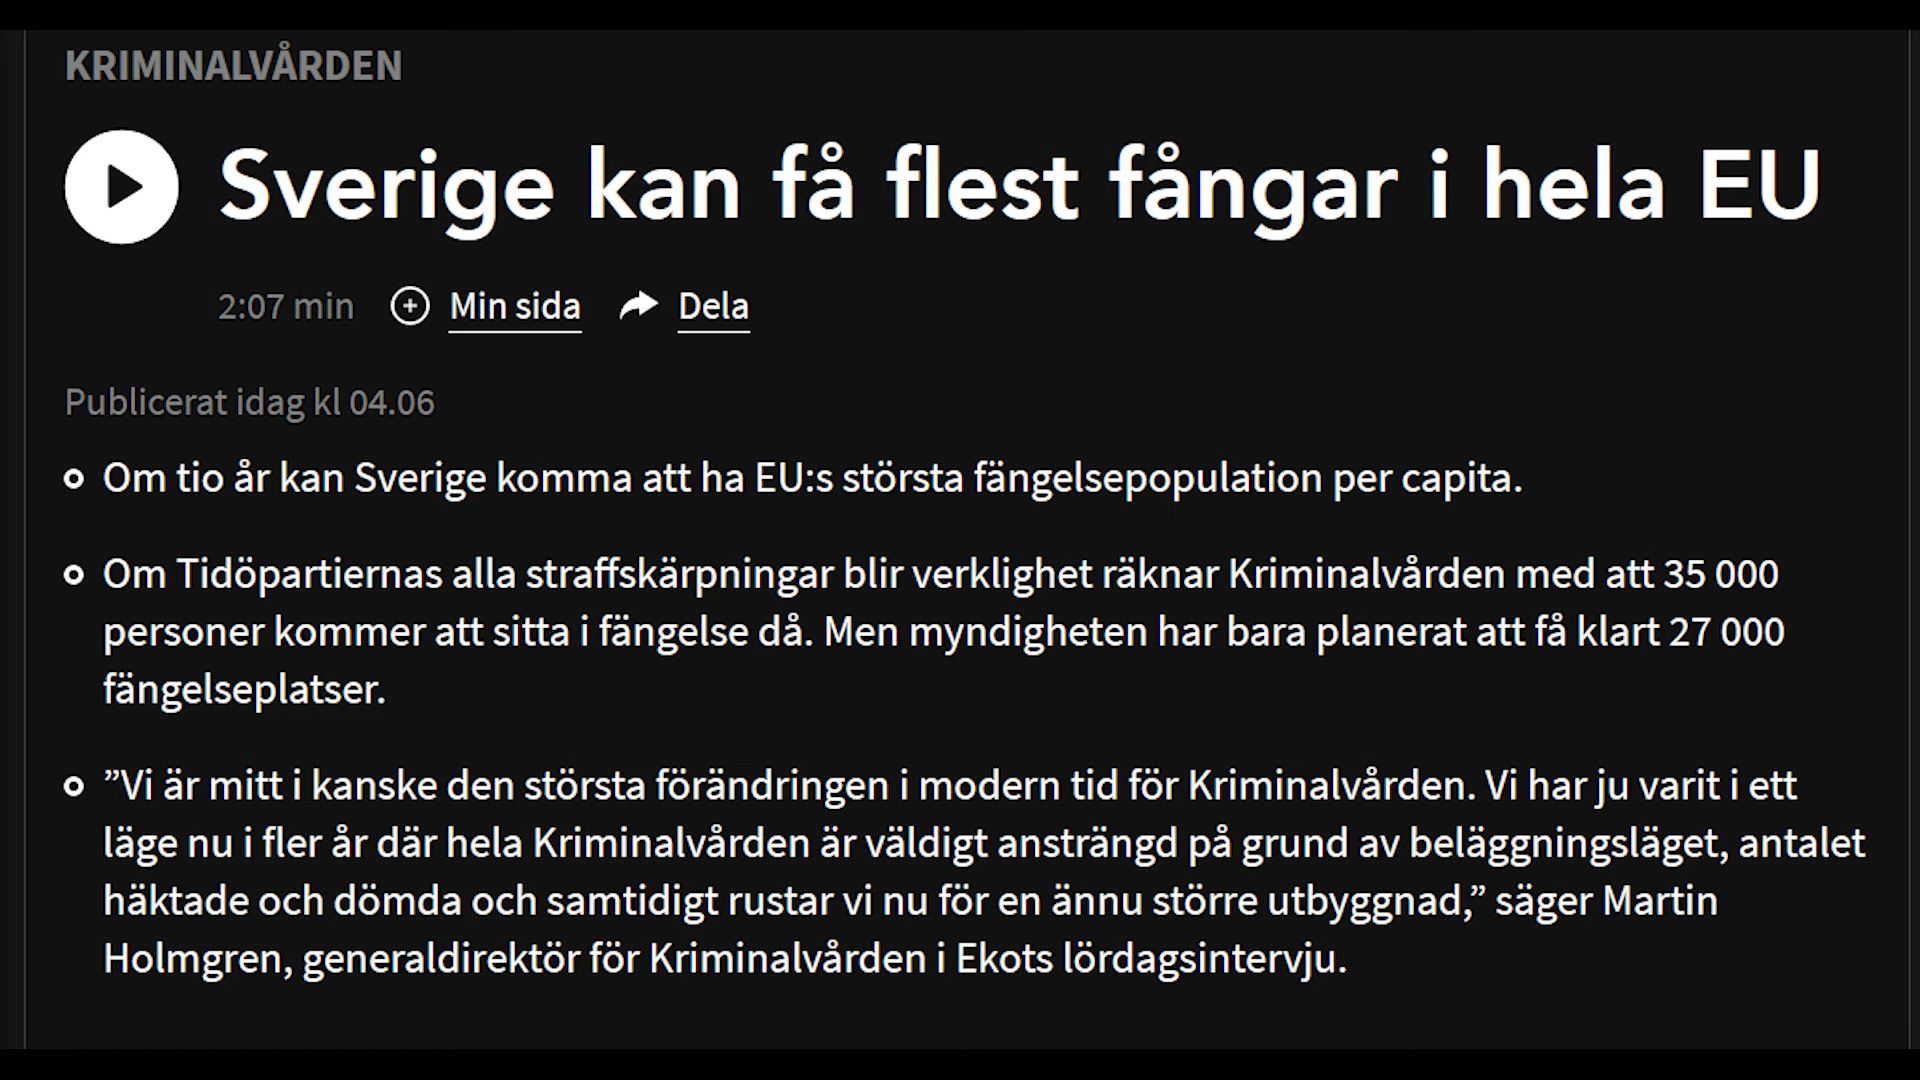 KRIMINALVÅRDEN
Sverige kan få flest fångar i hela EU
2:07 min Min sida Dela
Publicerat idag kl 04.06
Om tio år kan Sverige komma att ha EU:s största fängelsepopulation per capita.
Om Tidöpartiernas alla straffskärpningar blir verklighet räknar Kriminalvården med att 35 000
personer kommer att sitta i fängelse då. Men myndigheten har bara planerat att få klart 27 000
fängelseplatser.
”Vi är mitt i kanske den största förändringen i modern tid för Kriminalvården. Vi har ju varit i ett
läge nu i fler år där hela Kriminalvården är väldigt ansträngd på grund av beläggningsläget, antalet
häktade och dömda och samtidigt rustar vi nu för en ännu större utbyggnad,” säger Martin
Holmgren, generaldirektör för Kriminalvården i Ekots lördagsintervju.